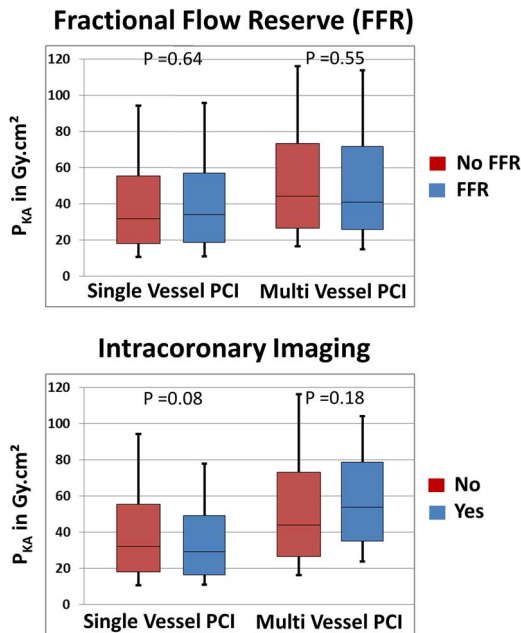 Fractional Flow Reserve (FFR)
P =0.64
P =0.55
120
100
80
60
40
20
0
P_KA in Gy.cm²
No FFR
FFR
Single Vessel PCI
Multi Vessel PCI
Intracoronary Imaging
P =0.08
P =0.18
120
100
80
60
40
20
0
P_KA in Gy.cm²
No
Yes
Single Vessel PCI
Multi Vessel PCI